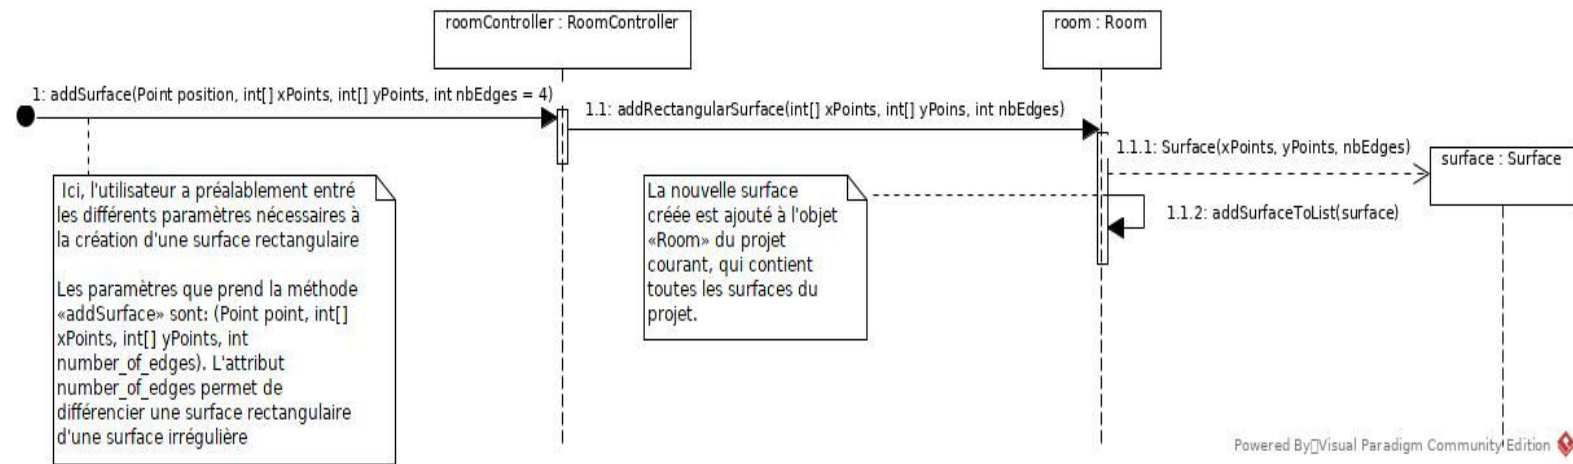 roomController : RoomController
room : Room
1: addSurface(Point position, int[] xPoints, int[] yPoints, int nbEdges = 4)
1.1: addRectangularSurface(int[] xPoints, int[] yPoins, int nbEdges)
1.1.1: Surface(xPoints, yPoints, nbEdges)
surface : Surface
Ici, l'utilisateur a préalablement entré
les différents paramètres nécessaires à
la création d'une surface rectangulaire
Les paramètres que prend la méthode
«addSurface» sont: (Point point, int[]
xPoints, int[] yPoints, int
number_of_edges). L'attribut
number_of_edges permet de
différencier une surface rectangulaire
d'une surface irrégulière
La nouvelle surface
créée est ajouté à l'objet
«Room» du projet
courant, qui contient
toutes les surfaces du
projet.
1.1.2: addSurfaceToList(surface)
Powered By Visual Paradigm Community Edition